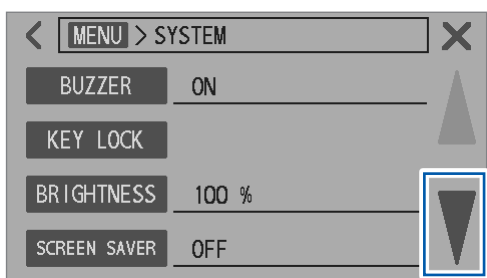 MENU > SYSTEM
BUZZER ON
KEY LOCK
BRIGHTNESS 100 %
SCREEN SAVER OFF